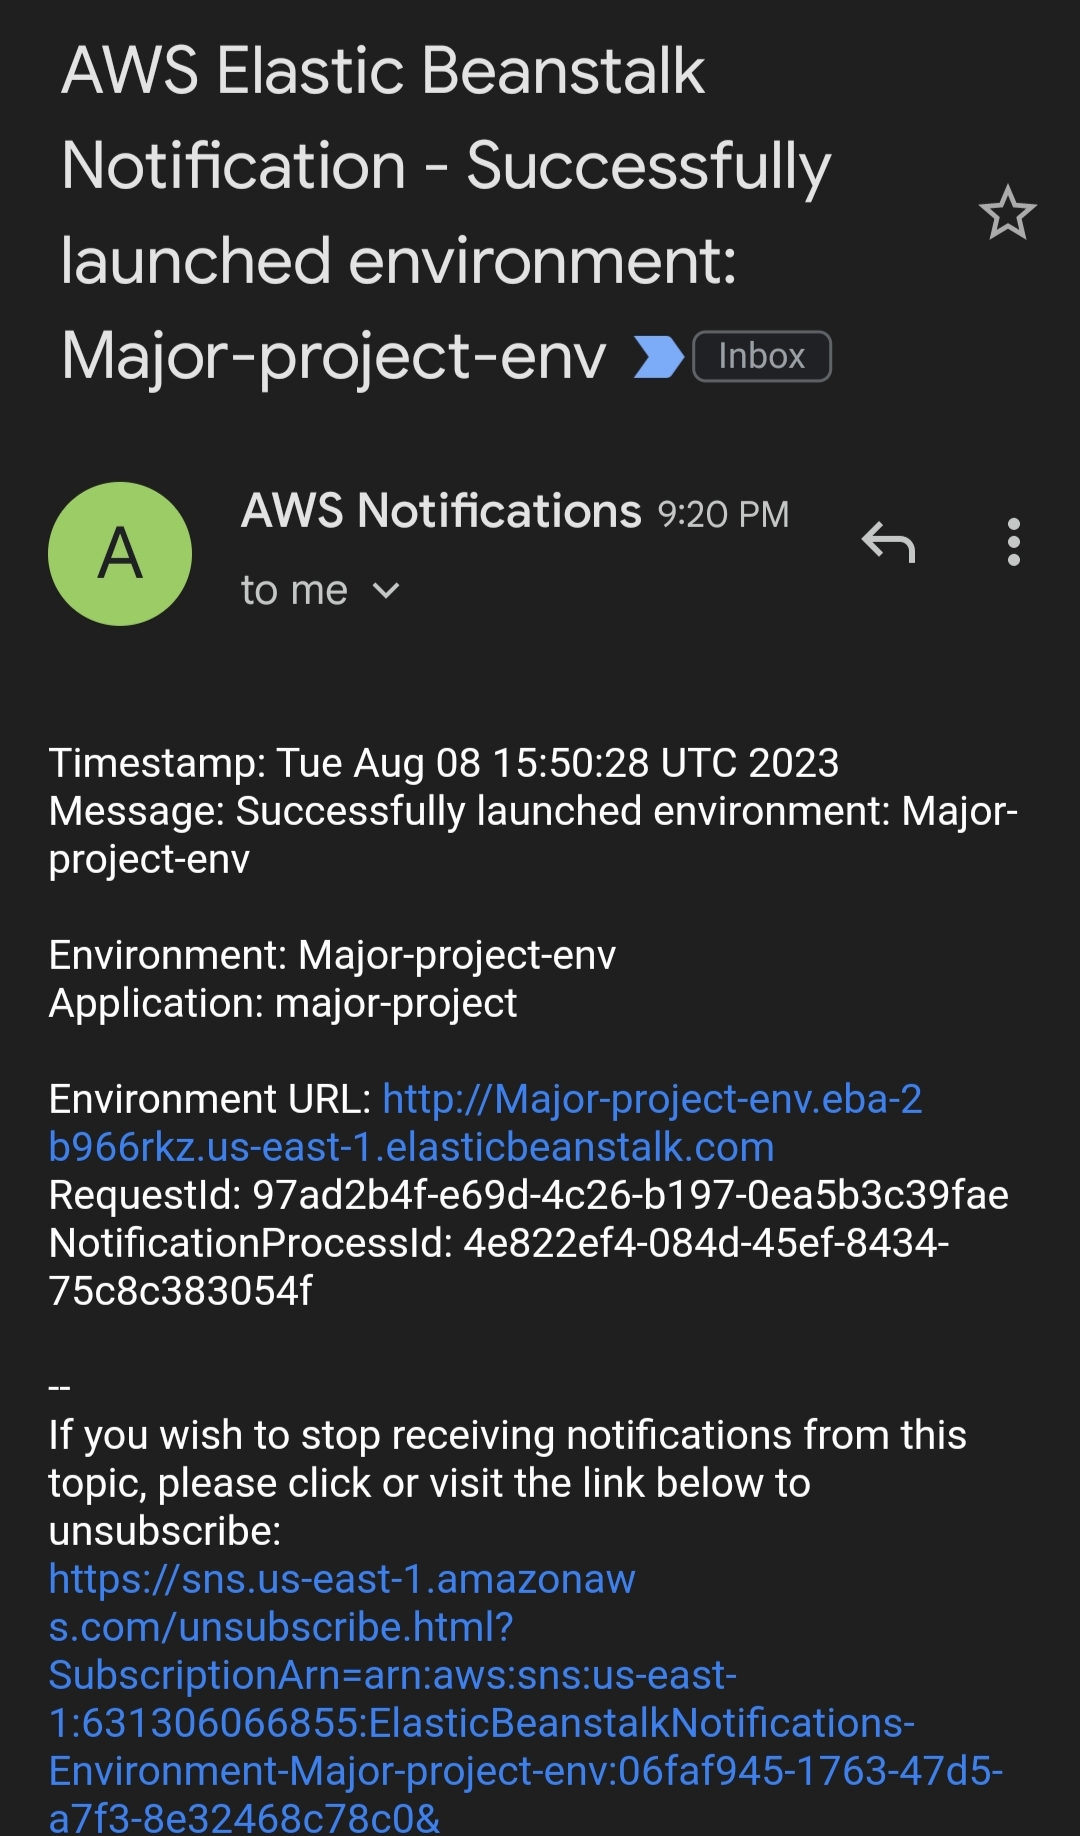 AWS Elastic Beanstalk
Notification - Successfully
launched environment:
Major-project-env Inbox
A
AWS Notifications 9:20 PM
to me
Timestamp: Tue Aug 08 15:50:28 UTC 2023
Message: Successfully launched environment: Major-
project-env
Environment: Major-project-env
Application: major-project
Environment URL: http://Major-project-env.eba-2
b966rkz.us-east-1.elasticbeanstalk.com
RequestId: 97ad2b4f-e69d-4c26-b197-0ea5b3c39fae
NotificationProcessId: 4e822ef4-084d-45ef-8434-
75c8c383054f
--
If you wish to stop receiving notifications from this
topic, please click or visit the link below to
unsubscribe:
https://sns.us-east-1.amazonaw
s.com/unsubscribe.html?
SubscriptionArn=arn:aws:sns:us-east-
1:631306066855:ElasticBeanstalkNotifications-
Environment-Major-project-env:06faf945-1763-47d5-
a7f3-8e32468c78c0&